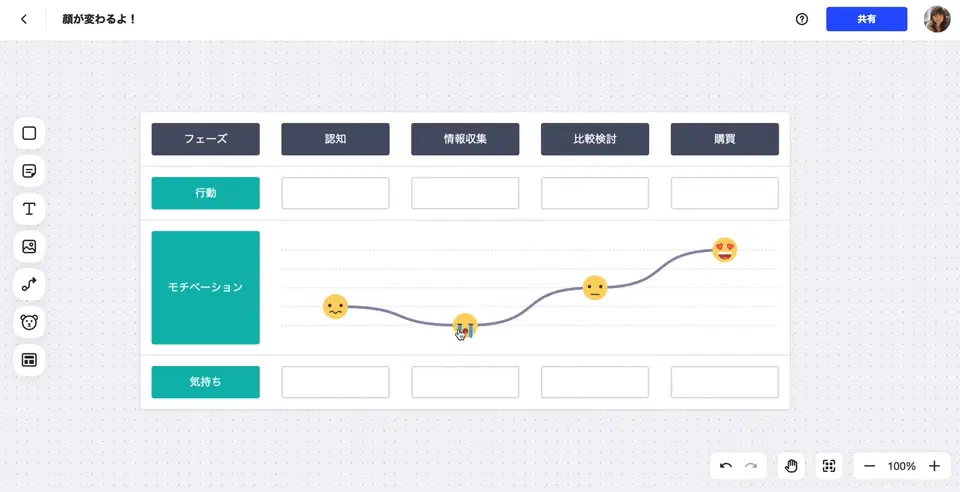 顔が変わるよ！
共有
フェーズ
認知
情報収集
比較検討
購買
行動
モチベーション
気持ち
100%